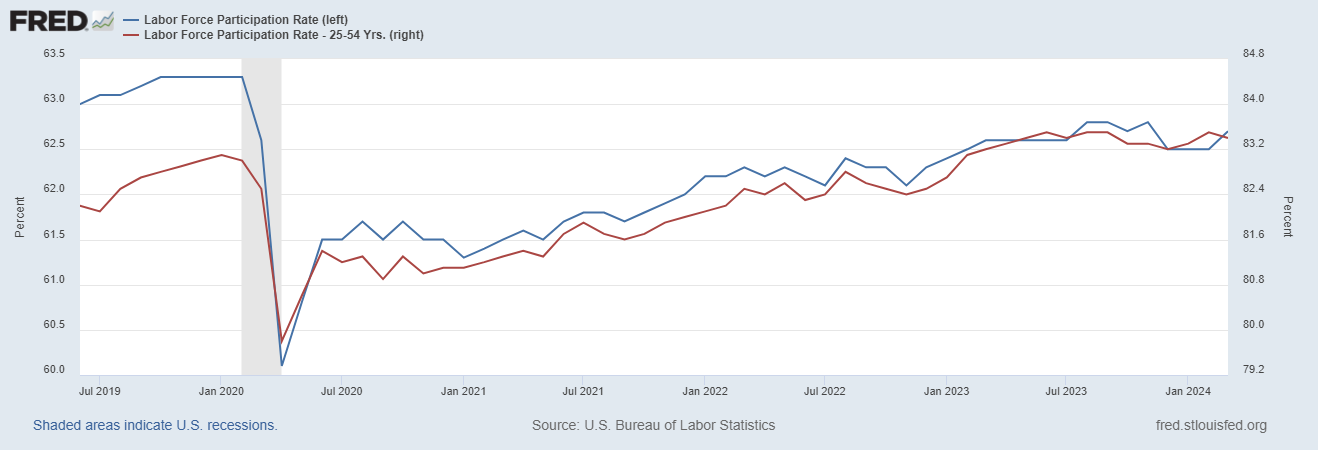 FRED
Labor Force Participation Rate (left)
Labor Force Participation Rate - 25-54 Yrs. (right)
63.5 84.8
63.0 84.0
62.5 83.2
62.0 82.4
61.5 81.6
61.0 80.8
60.5 80.0
60.0 79.2
Percent
Percent
Jul 2019 Jan 2020 Jul 2020 Jan 2021 Jul 2021 Jan 2022 Jul 2022 Jan 2023 Jul 2023 Jan 2024
Shaded areas indicate U.S. recessions. Source: U.S. Bureau of Labor Statistics fred.stlouisfed.org